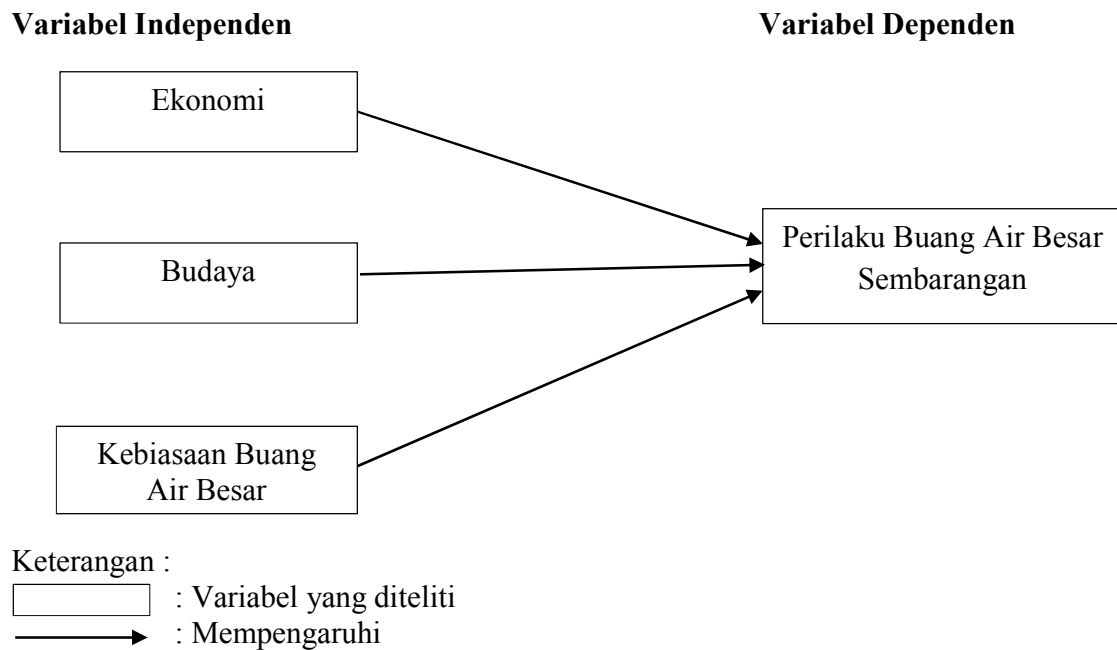 Variabel Independen
Variabel Dependen
Ekonomi
Budaya
Kebiasaan Buang
Air Besar
Perilaku Buang Air Besar
Sembarangan
Keterangan :
: Variabel yang diteliti
: Mempengaruhi